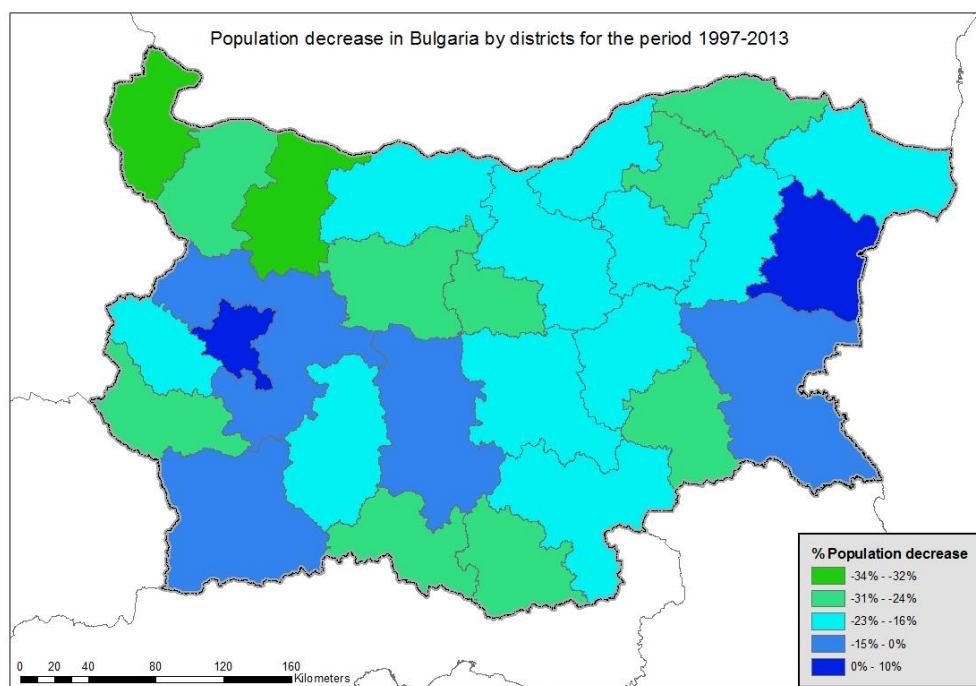 Population decrease in Bulgaria by districts for the period 1997-2013
% Population decrease
-34% - -32%
-31% - -24%
-23% - -16%
-15% - 0%
0% - 10%
0 20 40 80 120 160
Kilometers